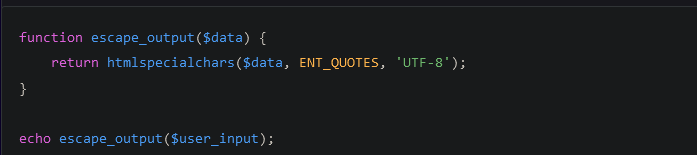 function escape_output($data) {
    return htmlspecialchars($data, ENT_QUOTES, 'UTF-8');
}
echo escape_output($user_input);